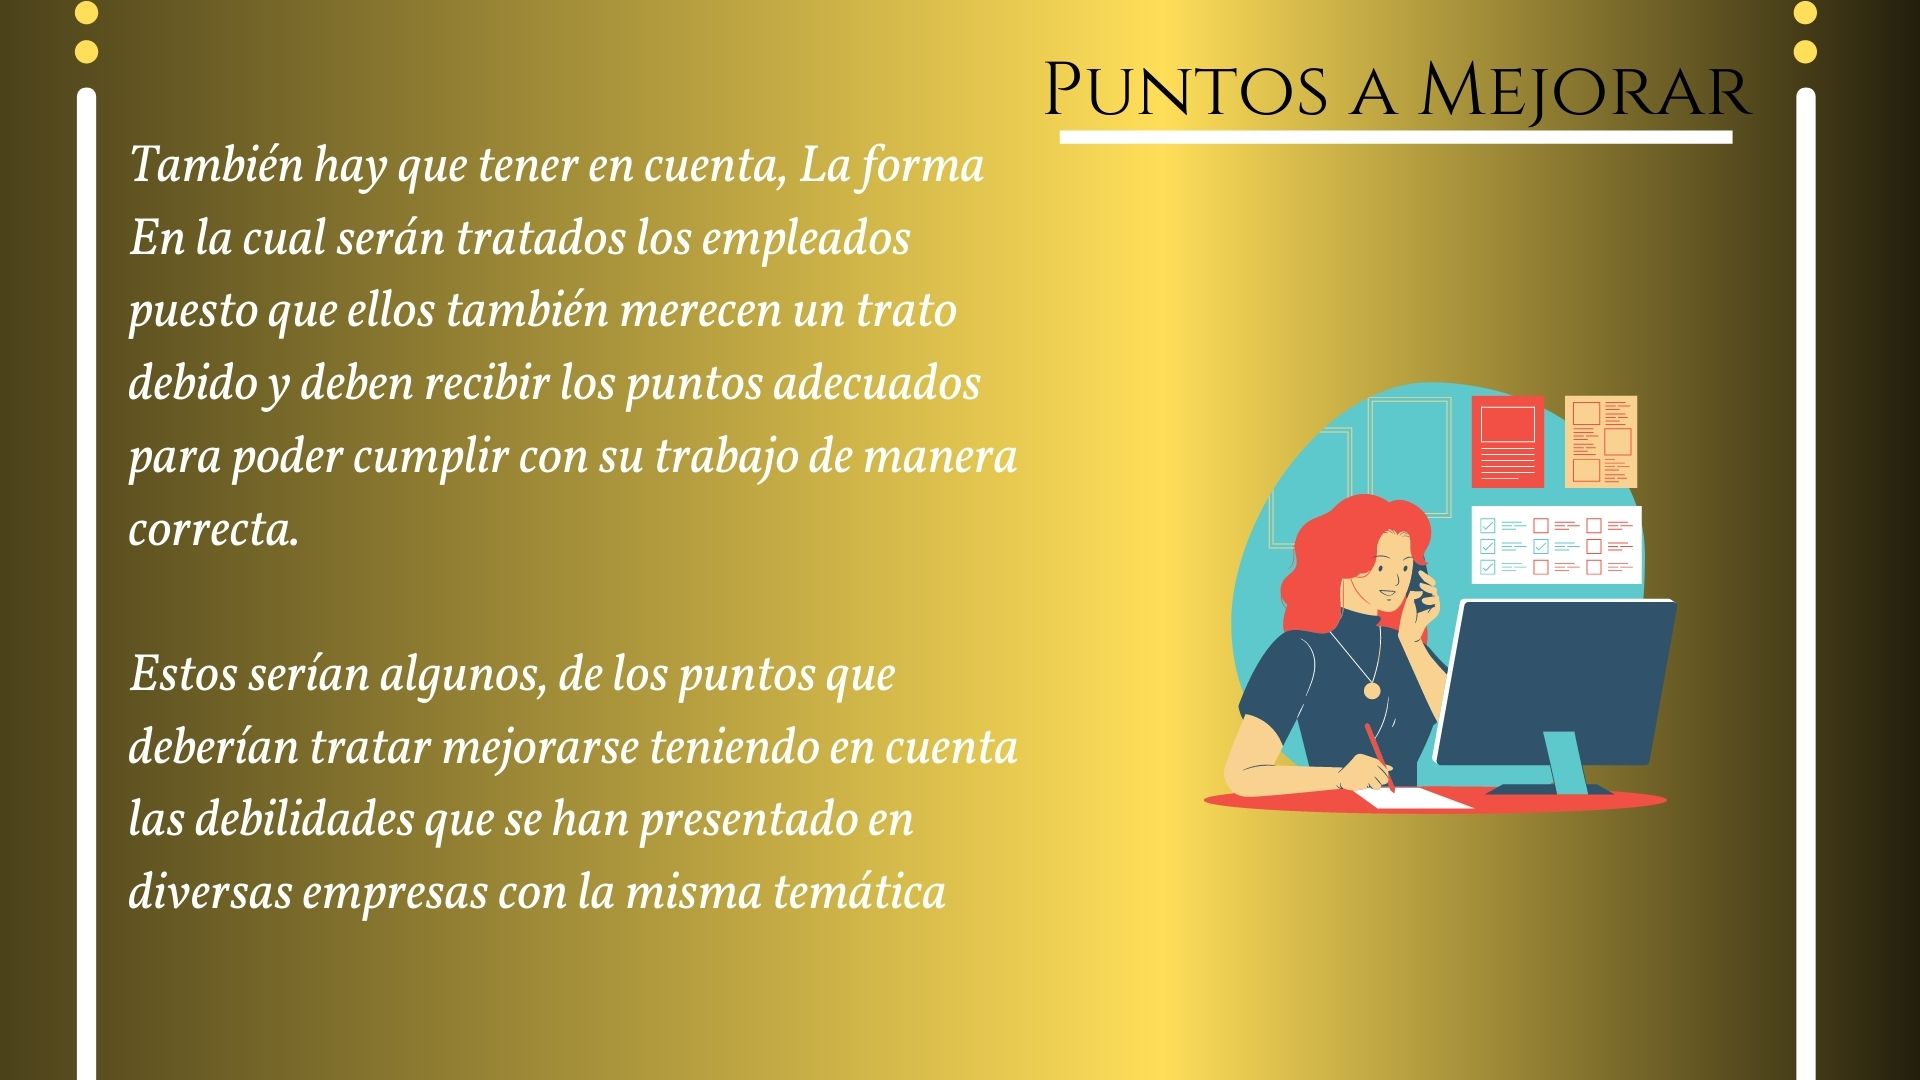 Puntos a Mejorar
También hay que tener en cuenta, La forma
En la cual serán tratados los empleados
puesto que ellos también merecen un trato
debido y deben recibir los puntos adecuados
para poder cumplir con su trabajo de manera
correcta.
Estos serían algunos, de los puntos que
deberían tratar mejorarse teniendo en cuenta
las debilidades que se han presentado en
diversas empresas con la misma temática